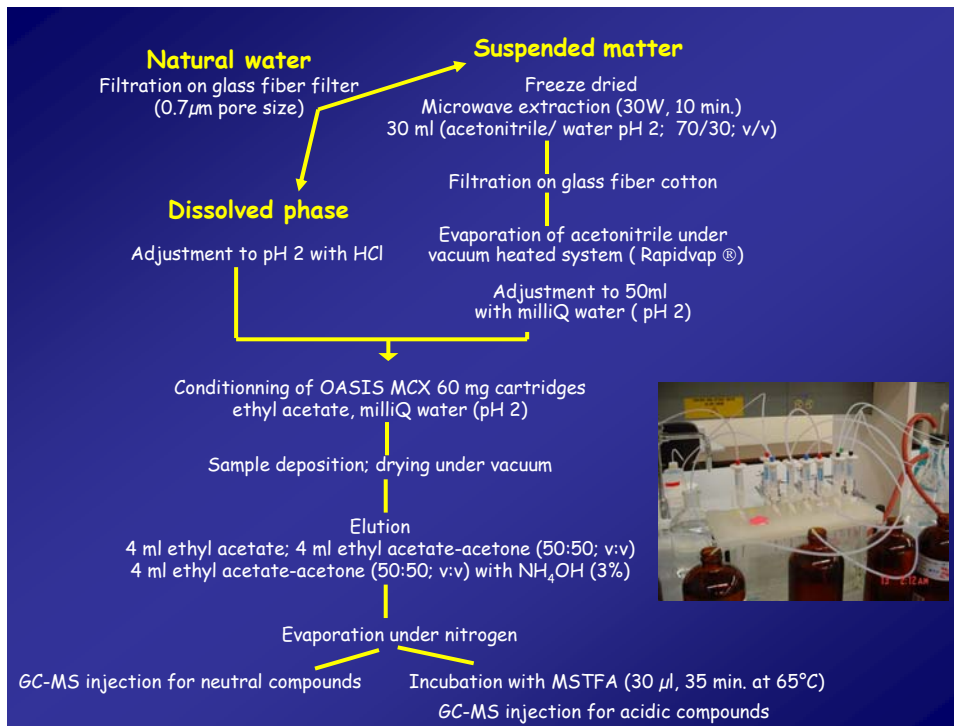 Natural water
Filtration on glass fiber filter
(0.7µm pore size)
Suspended matter
Freeze dried
Microwave extraction (30W, 10 min.)
30 ml (acetonitrile/ water pH 2; 70/30; v/v)
Filtration on glass fiber cotton
Evaporation of acetonitrile under
vacuum heated system ( Rapidvap ®)
Adjustment to 50ml
with milliQ water ( pH 2)
Dissolved phase
Adjustment to pH 2 with HCl
Conditionning of OASIS MCX 60 mg cartridges
ethyl acetate, milliQ water (pH 2)
Sample deposition; drying under vacuum
Elution
4 ml ethyl acetate; 4 ml ethyl acetate-acetone (50:50; v:v)
4 ml ethyl acetate-acetone (50:50; v:v) with NH₄OH (3%)
Evaporation under nitrogen
GC-MS injection for neutral compounds
Incubation with MSTFA (30 µl, 35 min. at 65°C)
GC-MS injection for acidic compounds
2:12AM